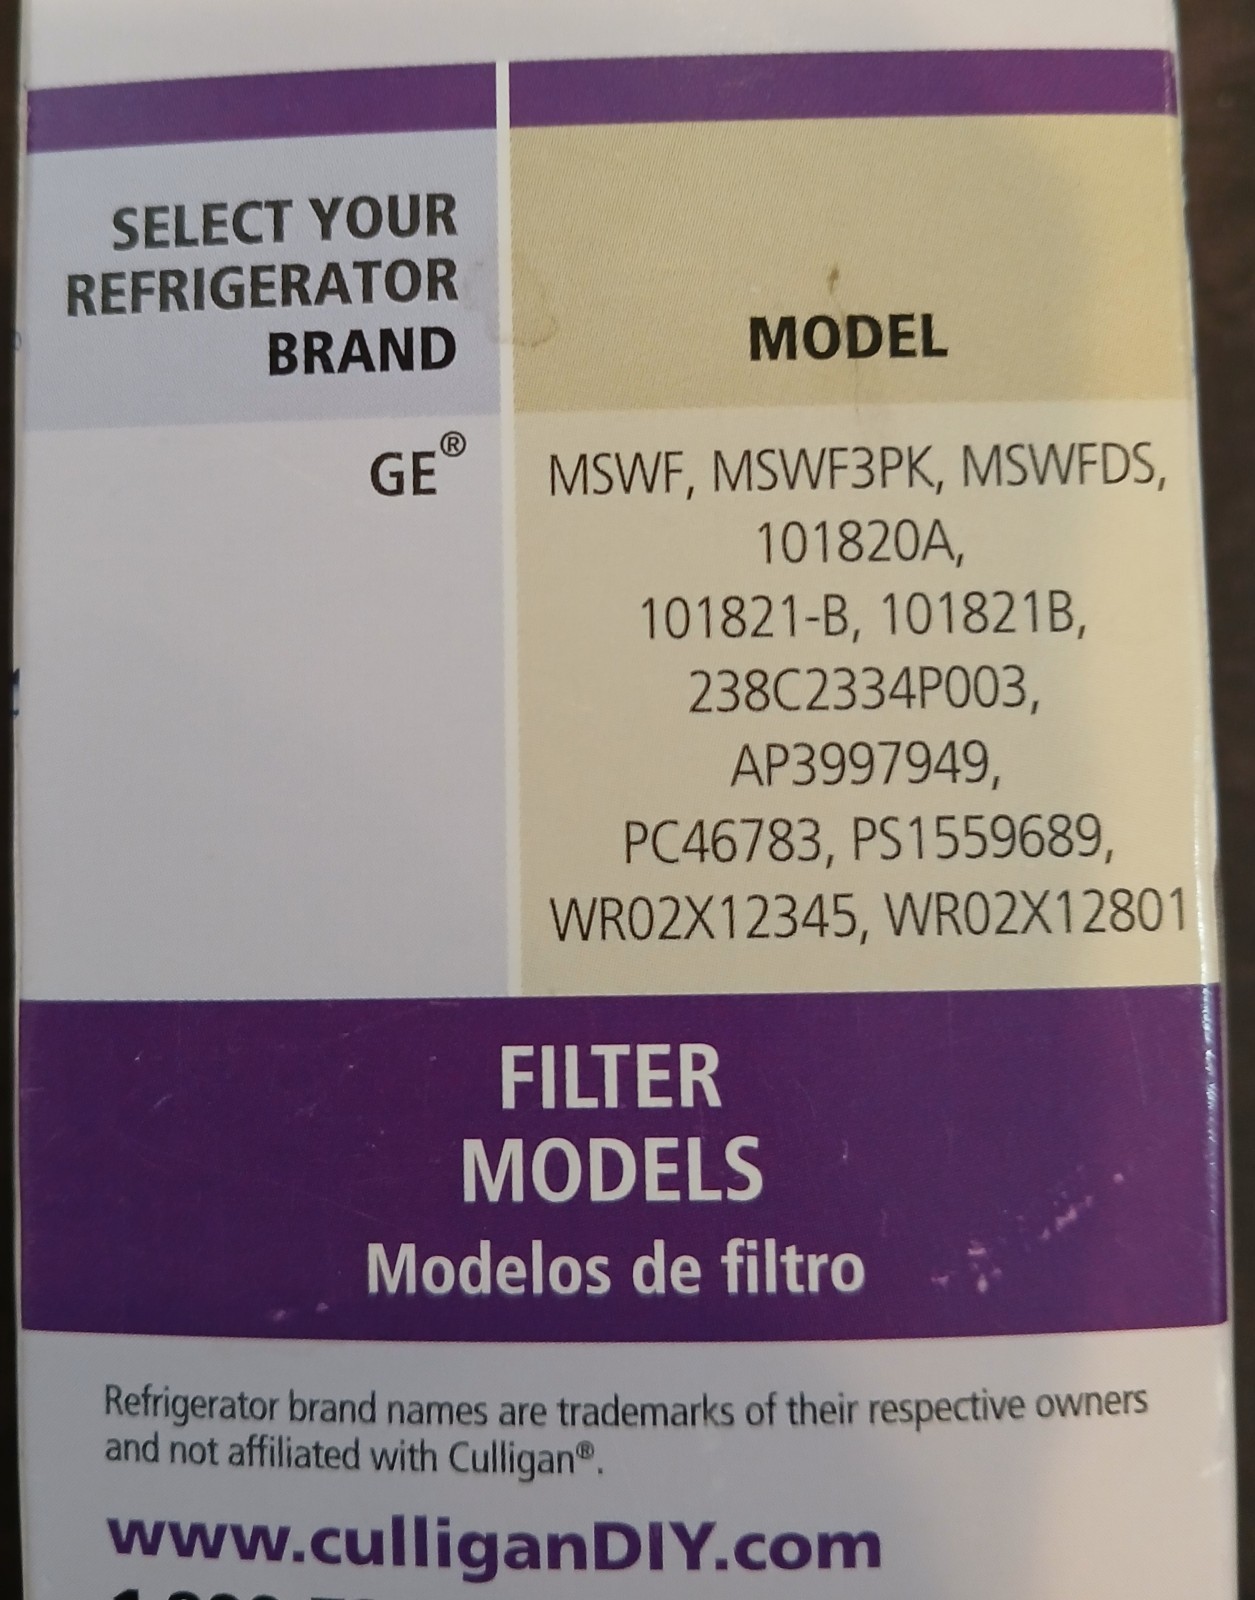 SELECT YOUR
REFRIGERATOR
BRAND
MODEL
GE®
MSWF, MSWF3PK, MSWFDS,
101820A,
101821-B, 101821B,
238C2334P003,
AP3997949,
PC46783, PS1559689,
WR02X12345, WR02X12801
FILTER
MODELS
Modelos de filtro
Refrigerator brand names are trademarks of their respective owners
and not affiliated with Culligan®.
www.culliganDIY.com